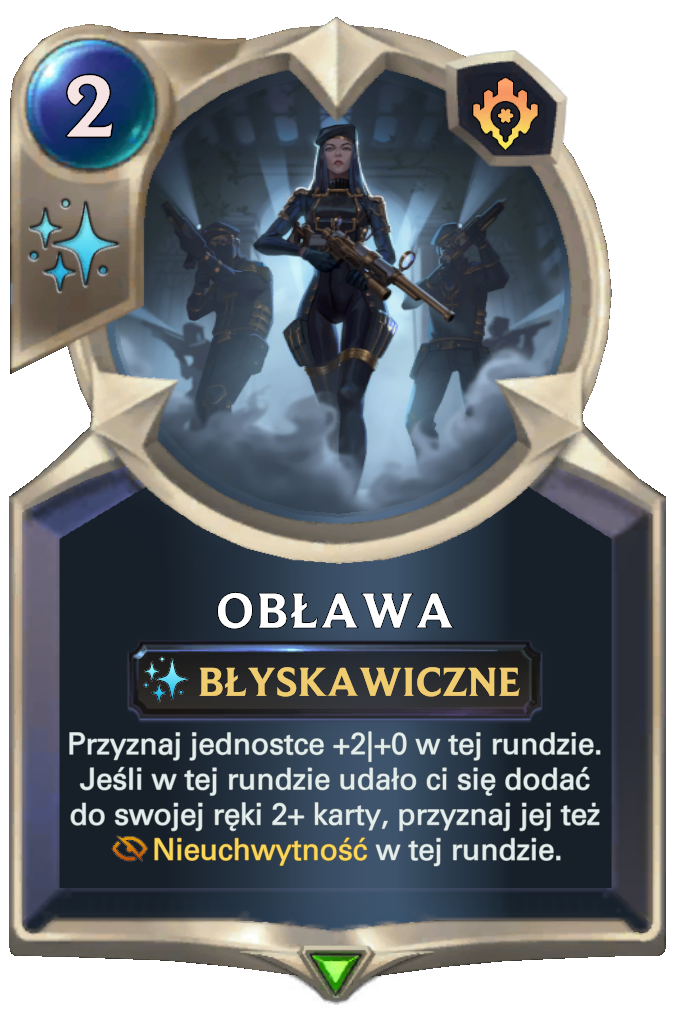 2
OBŁAWA
BŁYSKAWICZNE
Przyznaj jednostce +2|+0 w tej rundzie.
Jeśli w tej rundzie udało ci się dodać
do swojej ręki 2+ karty, przyznaj jej też
Nieuchwytność w tej rundzie.